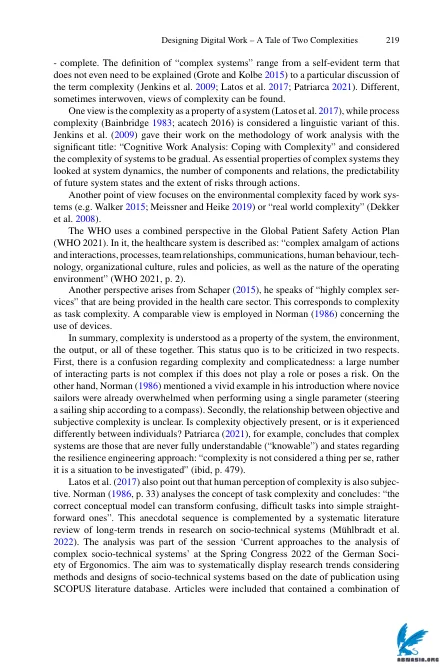 Designing Digital Work – A Tale of Two Complexities 219
- complete. The definition of “complex systems” range from a self-evident term that
does not even need to be explained (Grote and Kolbe 2015) to a particular discussion of
the term complexity (Jenkins et al. 2009; Latos et al. 2017; Patriarca 2021). Different,
sometimes interwoven, views of complexity can be found.
One view is the complexity as a property of a system (Latos et al. 2017), while process
complexity (Bainbridge 1983; acatech 2016) is considered a linguistic variant of this.
Jenkins et al. (2009) gave their work on the methodology of work analysis with the
significant title: “Cognitive Work Analysis: Coping with Complexity” and considered
the complexity of systems to be gradual. As essential properties of complex systems they
looked at system dynamics, the number of components and relations, the predictability
of future system states and the extent of risks through actions.
Another point of view focuses on the environmental complexity faced by work sys-
tems (e.g. Walker 2015; Meissner and Heike 2019) or “real world complexity” (Dekker
et al. 2008).
The WHO uses a combined perspective in the Global Patient Safety Action Plan
(WHO 2021). In it, the healthcare system is described as: “complex amalgam of actions
and interactions, processes, team relationships, communications, human behaviour, tech-
nology, organizational culture, rules and policies, as well as the nature of the operating
environment” (WHO 2021, p. 2).
Another perspective arises from Schaper (2015), he speaks of “highly complex ser-
vices” that are being provided in the health care sector. This corresponds to complexity
as task complexity. A comparable view is employed in Norman (1986) concerning the
use of devices.
In summary, complexity is understood as a property of the system, the environment,
the output, or all of these together. This status quo is to be criticized in two respects.
First, there is a confusion regarding complexity and complicatedness: a large number
of interacting parts is not complex if this does not play a role or poses a risk. On the
other hand, Norman (1986) mentioned a vivid example in his introduction where novice
sailors were already overwhelmed when performing using a single parameter (steering
a sailing ship according to a compass). Secondly, the relationship between objective and
subjective complexity is unclear. Is complexity objectively present, or is it experienced
differently between individuals? Patriarca (2021), for example, concludes that complex
systems are those that are never fully understandable (“knowable”) and states regarding
the resilience engineering approach: “complexity is not considered a thing per se, rather
it is a situation to be investigated” (ibid, p. 479).
Latos et al. (2017) also point out that human perception of complexity is also subjec-
tive. Norman (1986, p. 33) analyses the concept of task complexity and concludes: “the
correct conceptual model can transform confusing, difficult tasks into simple straight-
forward ones”. This anecdotal sequence is complemented by a systematic literature
review of long-term trends in research on socio-technical systems (Mühlbradt et al.
2022). The analysis was part of the session ‘Current approaches to the analysis of
complex socio-technical systems’ at the Spring Congress 2022 of the German Soci-
ety of Ergonomics. The aim was to systematically display research trends considering
methods and designs of socio-technical systems based on the date of publication using
SCOPUS literature database. Articles were included that contained a combination of